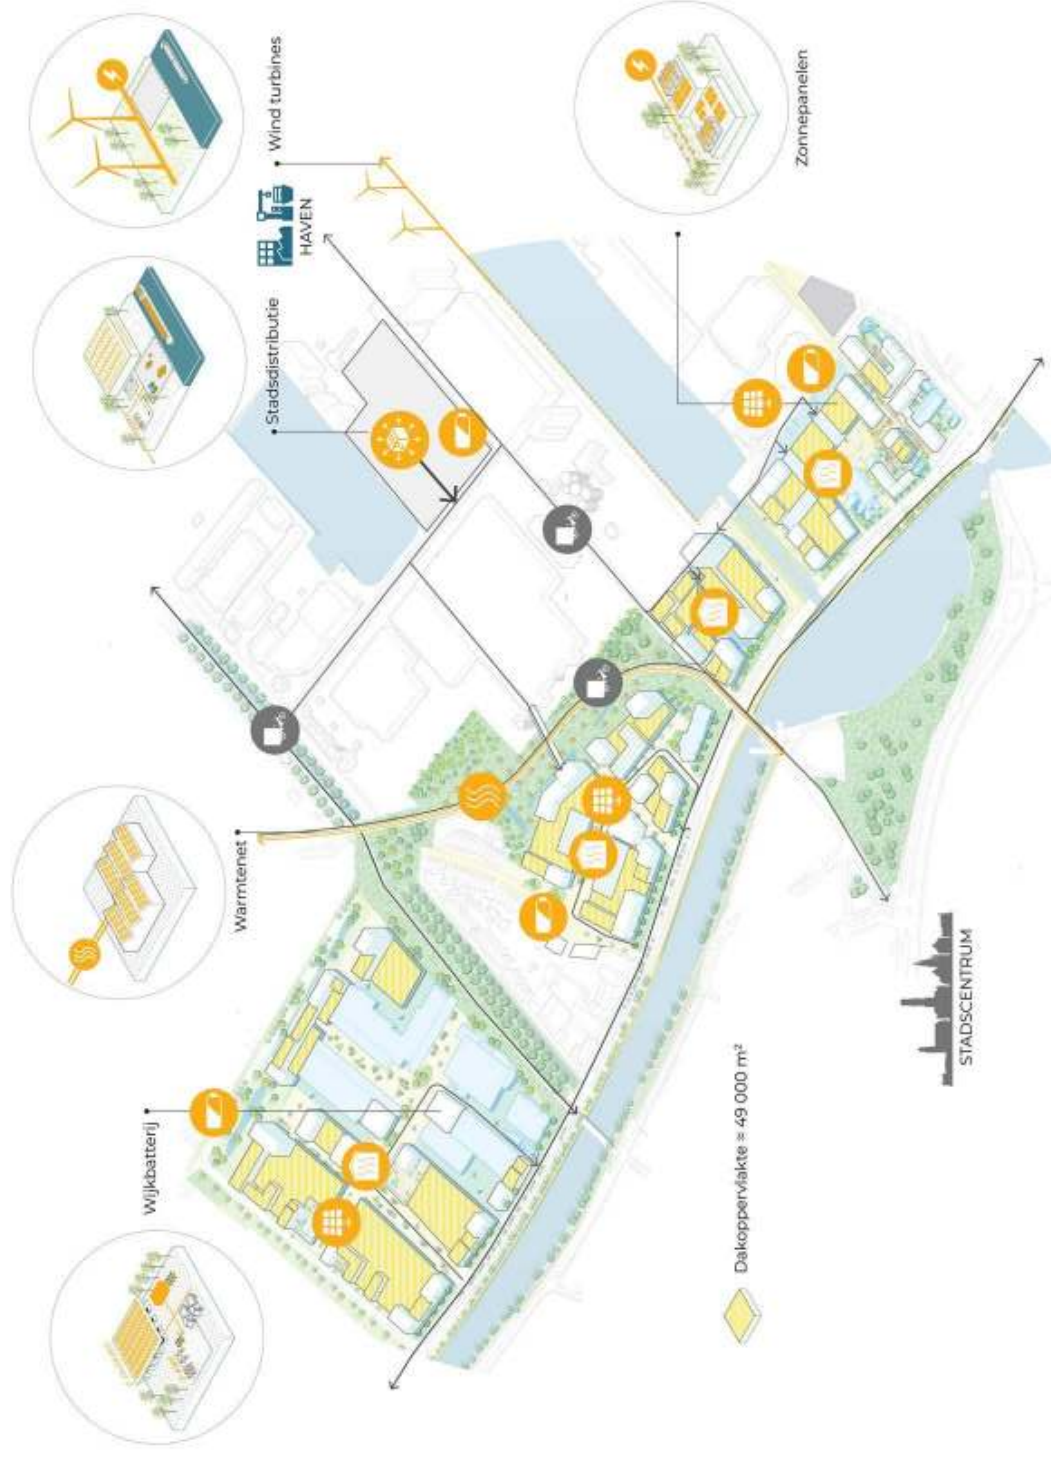 Wijkbatterij
Warmtenet
Stadsdistributie
HAVEN
Wind turbines
Zonnepanelen
Dakoppervlakte = 49 000 m²
STADSCENTRUM